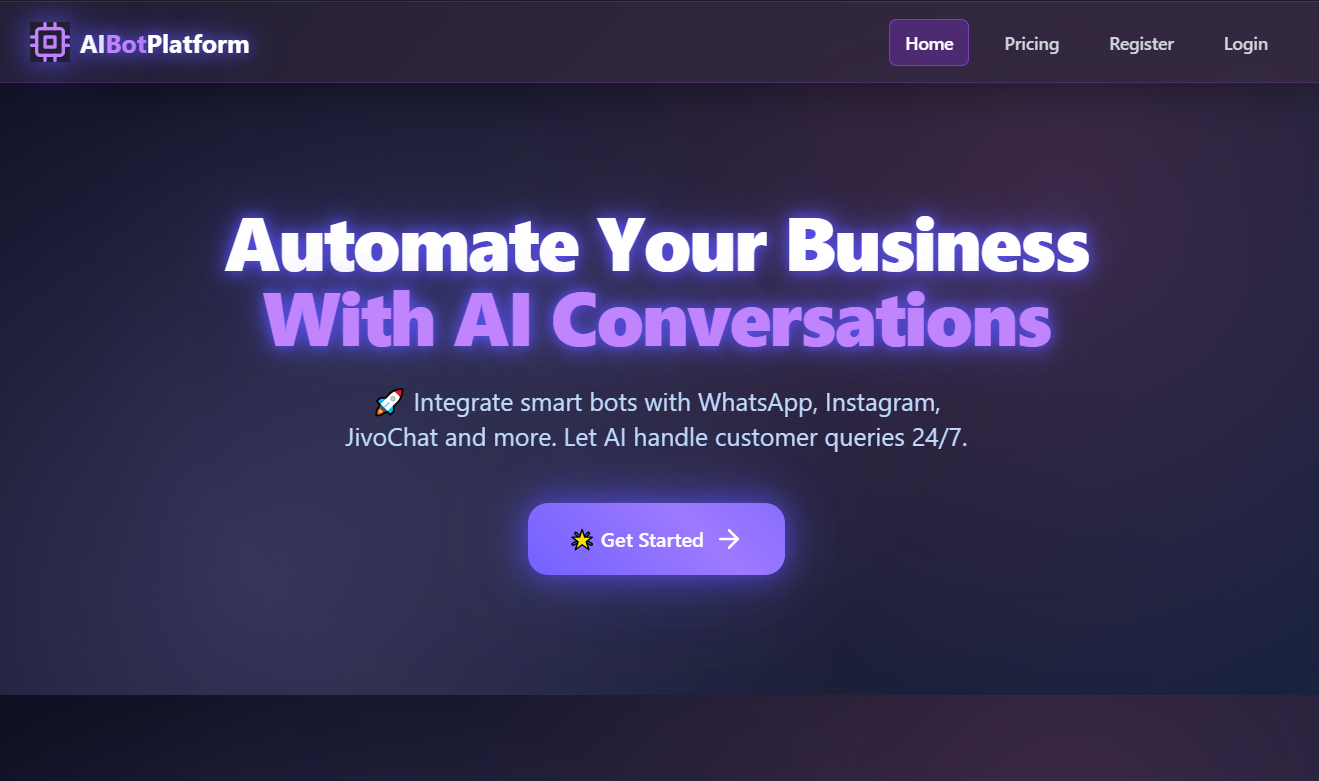 AIBotPlatform
Home
Pricing
Register
Login
Automate Your Business
With AI Conversations
🚀 Integrate smart bots with WhatsApp, Instagram,
JivoChat and more. Let AI handle customer queries 24/7.
🌟 Get Started →